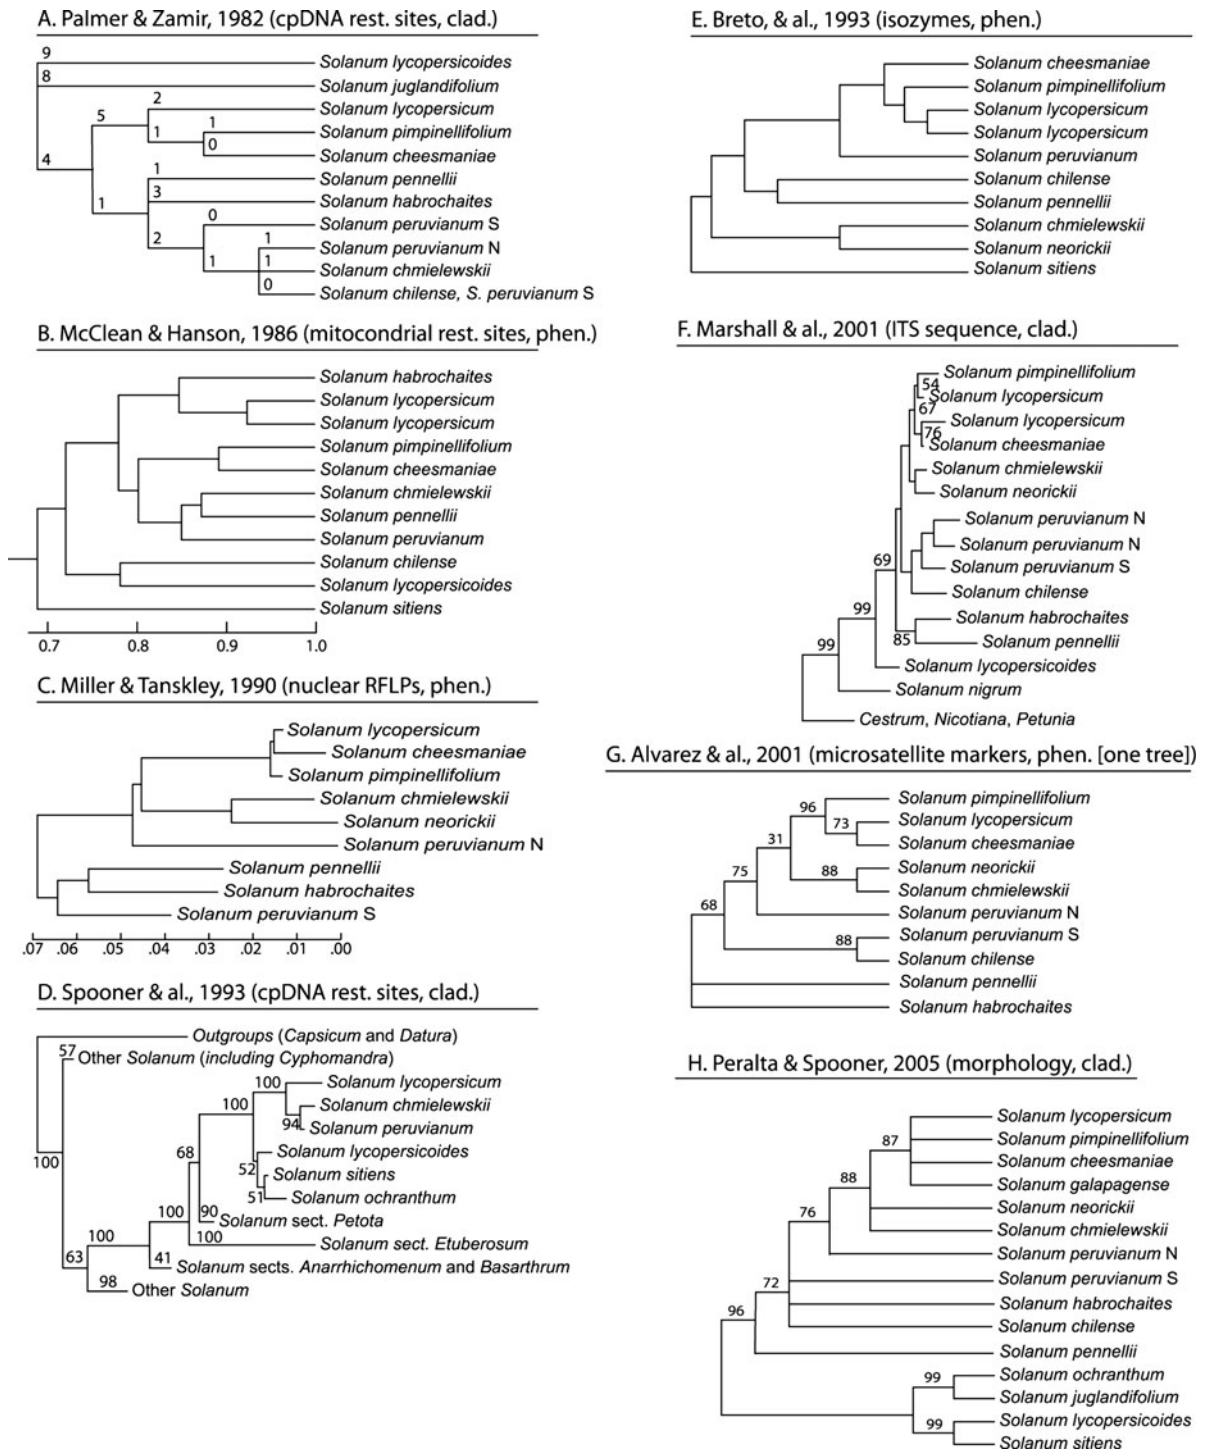 A. Palmer & Zamir, 1982 (cpDNA rest. sites, clad.)
9
Solanum lycopersicoides
8
Solanum juglandifolium
2
Solanum lycopersicum
5
1
1
Solanum pimpinellifolium
0
Solanum cheesmaniae
4
1
Solanum pennellii
3
Solanum habrochaites
1
0
Solanum peruvianum S
2
1
Solanum peruvianum N
1
1
Solanum chmielewskii
0
Solanum chilense, S. peruvianum S
B. McClean & Hanson, 1986 (mitocondrial rest. sites, phen.)
Solanum habrochaites
Solanum lycopersicum
Solanum lycopersicum
Solanum pimpinellifolium
Solanum cheesmaniae
Solanum chmielewskii
Solanum pennellii
Solanum peruvianum
Solanum chilense
Solanum lycopersicoides
Solanum sitiens
0.7 0.8 0.9 1.0
C. Miller & Tanskley, 1990 (nuclear RFLPs, phen.)
Solanum lycopersicum
Solanum cheesmaniae
Solanum pimpinellifolium
Solanum chmielewskii
Solanum neorickii
Solanum peruvianum N
Solanum pennellii
Solanum habrochaites
Solanum peruvianum S
.07 .06 .05 .04 .03 .02 .01 .00
D. Spooner & al., 1993 (cpDNA rest. sites, clad.)
Outgroups (Capsicum and Datura)
57
Other Solanum (including Cyphomandra)
100
Solanum lycopersicum
100
Solanum chmielewskii
94
Solanum peruvianum
68
Solanum lycopersicoides
100
52
Solanum sitiens
51
Solanum ochranthum
100
90
Solanum sect. Petota
100
100
Solanum sect. Etuberosum
63
41
Solanum sects. Anarrhichomenum and Basarthrum
98
Other Solanum
E. Breto, & al., 1993 (isozymes, phen.)
Solanum cheesmaniae
Solanum pimpinellifolium
Solanum lycopersicum
Solanum lycopersicum
Solanum peruvianum
Solanum chilense
Solanum pennellii
Solanum chmielewskii
Solanum neorickii
Solanum sitiens
F. Marshall & al., 2001 (ITS sequence, clad.)
Solanum pimpinellifolium
54
Solanum lycopersicum
67
Solanum lycopersicum
76
Solanum cheesmaniae
Solanum chmielewskii
Solanum neorickii
Solanum peruvianum N
Solanum peruvianum N
69
Solanum peruvianum S
Solanum chilense
99
Solanum habrochaites
85
Solanum pennellii
99
Solanum lycopersicoides
Solanum nigrum
Cestrum, Nicotiana, Petunia
G. Alvarez & al., 2001 (microsatellite markers, phen. [one tree])
Solanum pimpinellifolium
96
73
Solanum lycopersicum
Solanum cheesmaniae
31
Solanum neorickii
75
88
Solanum chmielewskii
68
Solanum peruvianum N
Solanum peruvianum S
88
Solanum chilense
Solanum pennellii
Solanum habrochaites
H. Peralta & Spooner, 2005 (morphology, clad.)
Solanum lycopersicum
87
Solanum pimpinellifolium
Solanum cheesmaniae
88
Solanum galapagense
Solanum neorickii
76
Solanum chmielewskii
Solanum peruvianum N
72
Solanum peruvianum S
Solanum habrochaites
96
Solanum chilense
Solanum pennellii
99
Solanum ochranthum
Solanum juglandifolium
99
Solanum lycopersicoides
Solanum sitiens